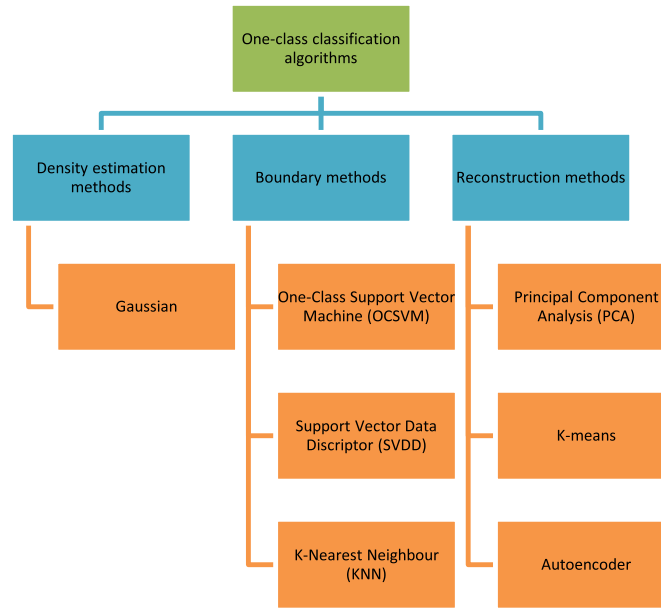 One-class classification
algorithms
Density estimation
methods
Boundary methods
Reconstruction methods
Gaussian
One-Class Support Vector
Machine (OCSVM)
Principal Component
Analysis (PCA)
Support Vector Data
Discriptor (SVDD)
K-means
K-Nearest Neighbour
(KNN)
Autoencoder